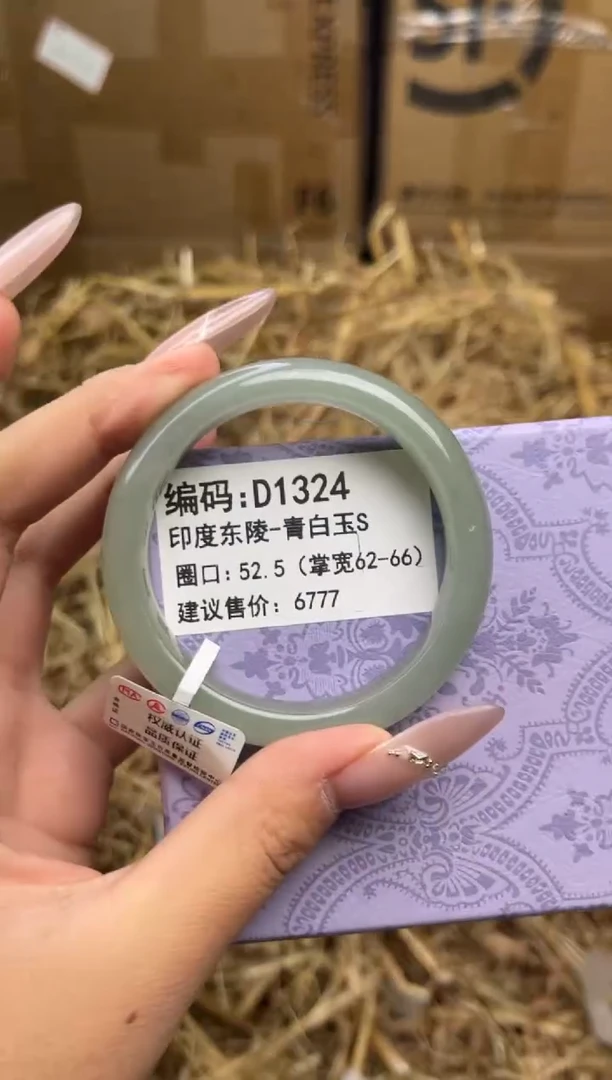 编码:D1324
印度东陵-青白玉S
圈口:52.5(掌宽62-66)
建议售价:6777
权威认证
品质保证